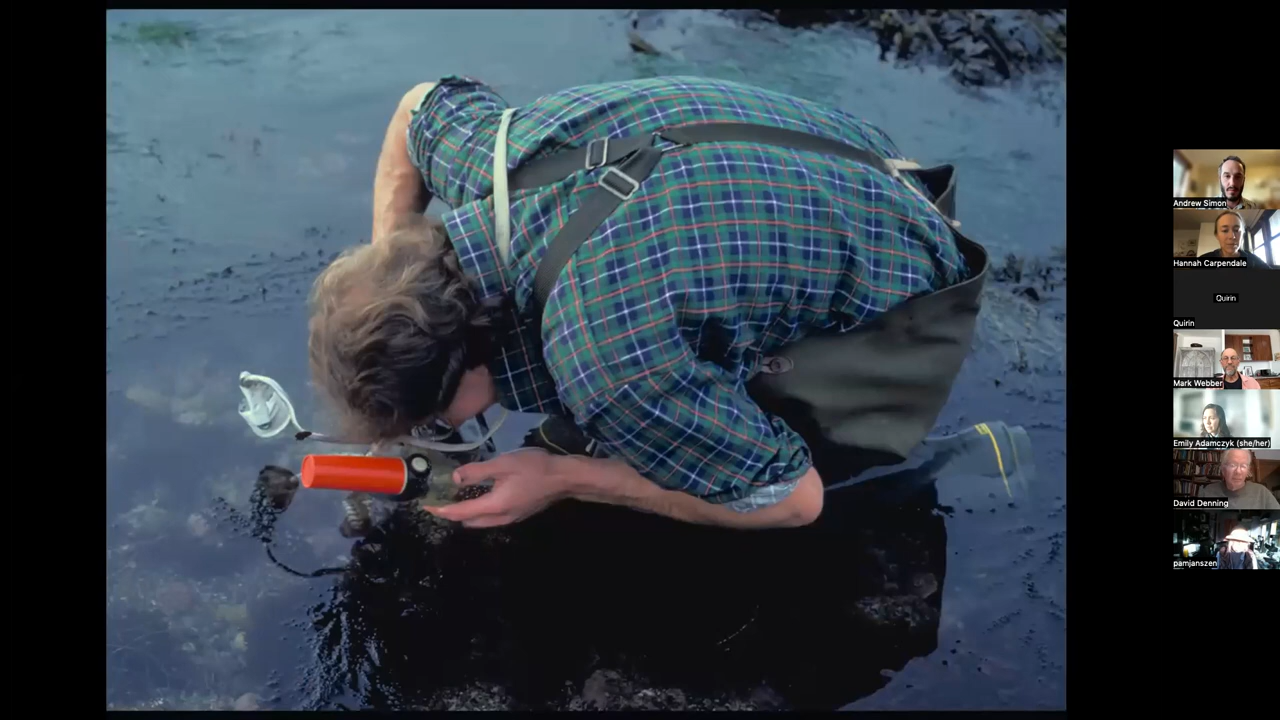 Andrew Simon
Hannah Carpendale
Quirin
Quirin
Mark Webber
Emily Adamczyk (she/her)
David Denning
pamjanszen